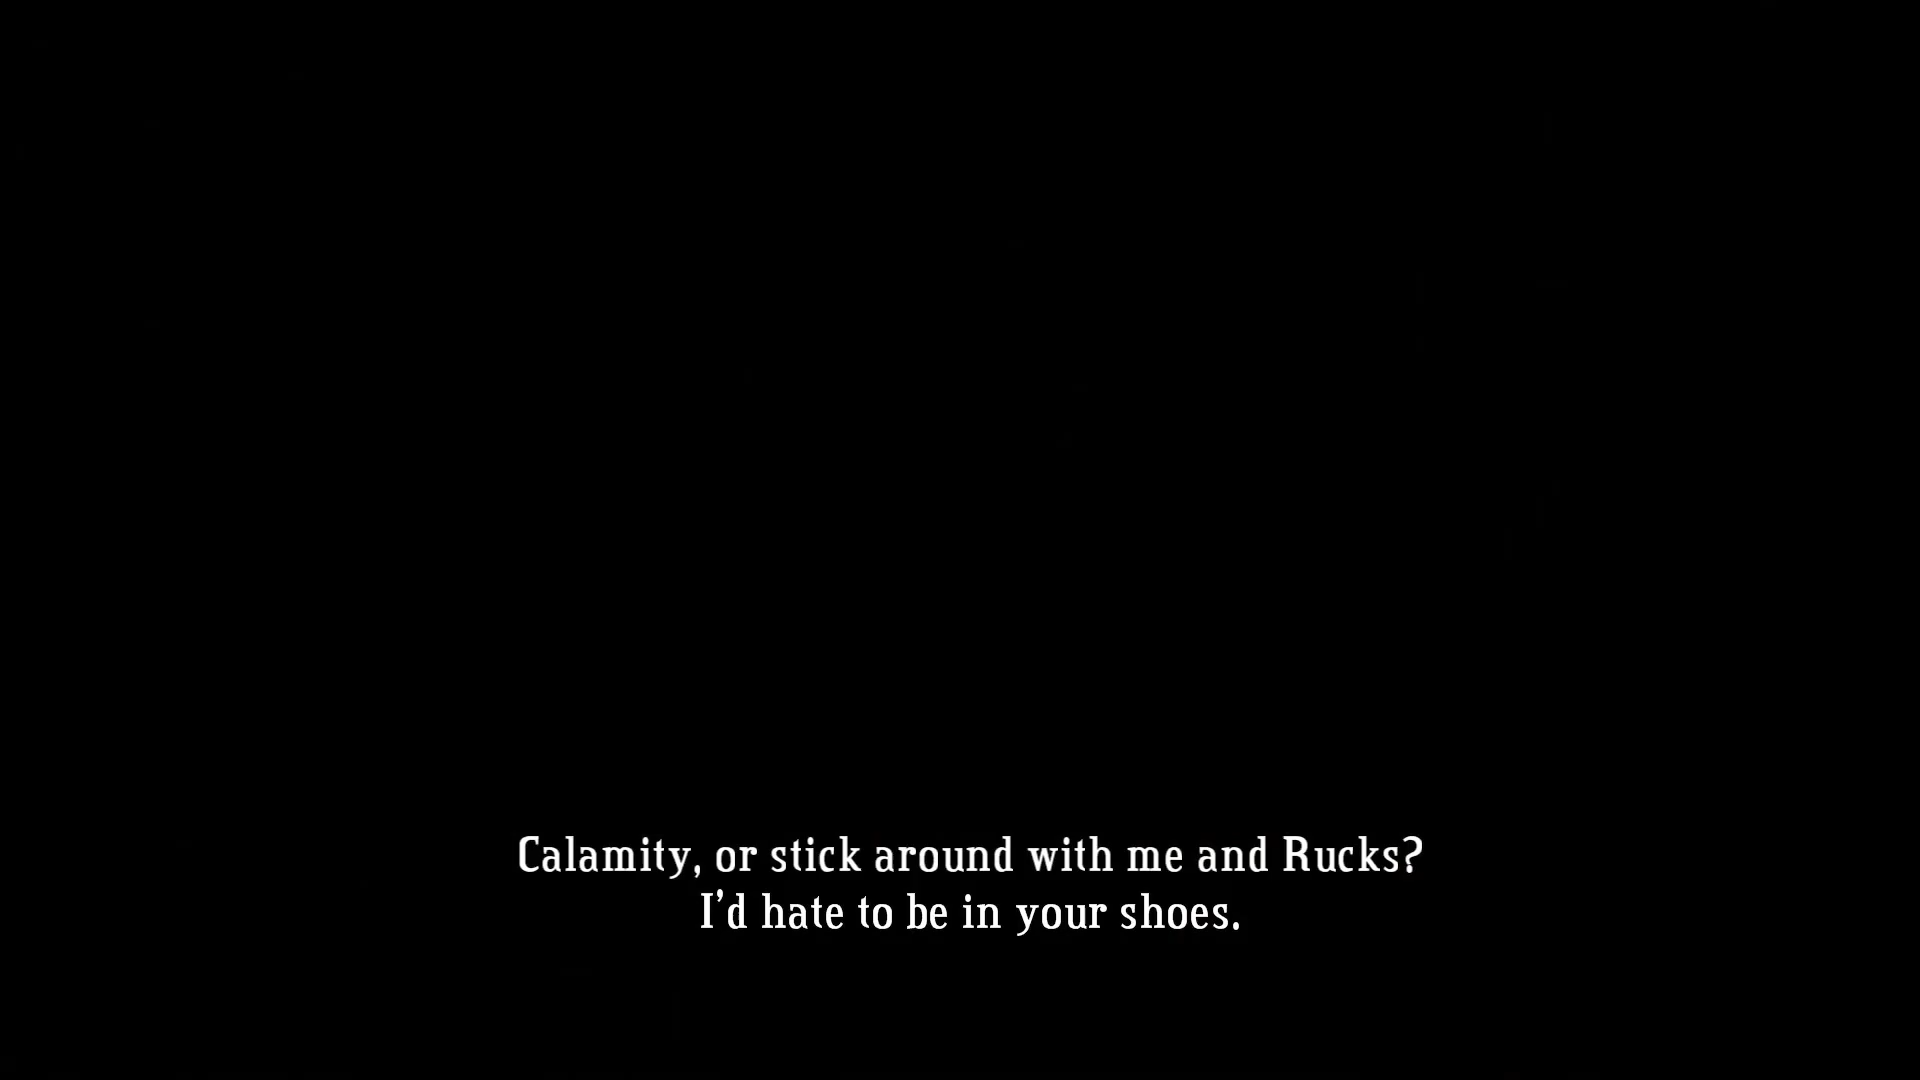 Calamity, or stick around with me and Rucks?
I’d hate to be in your shoes.